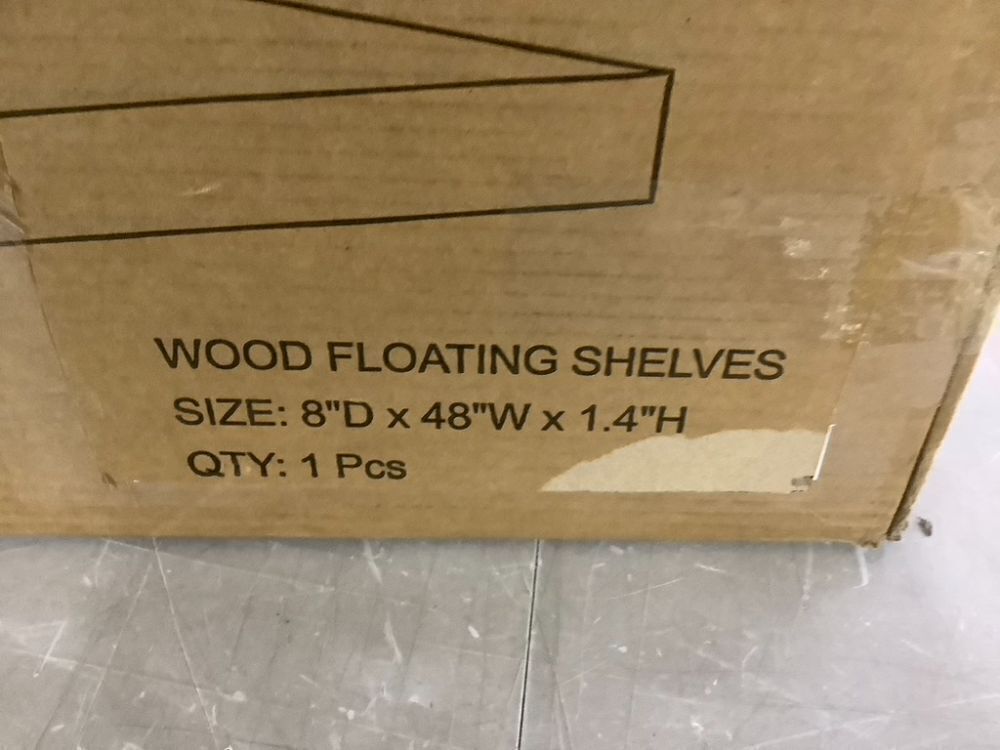 WOOD FLOATING SHELVES
SIZE: 8"D x 48"W x 1.4"H
QTY: 1 Pcs